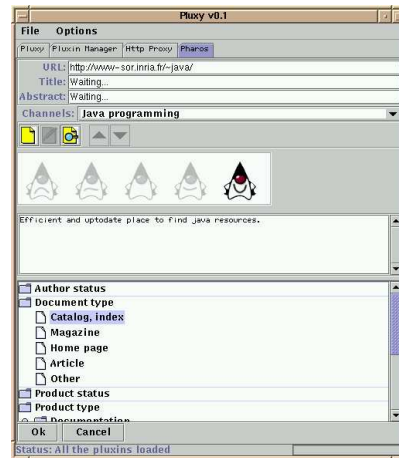 Pluxy v0.1
File Options
Pluxy Pluxin Manager Http Proxy Pharos
URL: http://www-sor.inria.fr/~java/
Title: Waiting...
Abstract: Waiting...
Channels: Java programming
Efficient and uptodate place to find java resources.
Author status
Document type
Catalog, index
Magazine
Home page
Article
Other
Product status
Product type
Documentation
Ok Cancel
Status: All the pluxins loaded